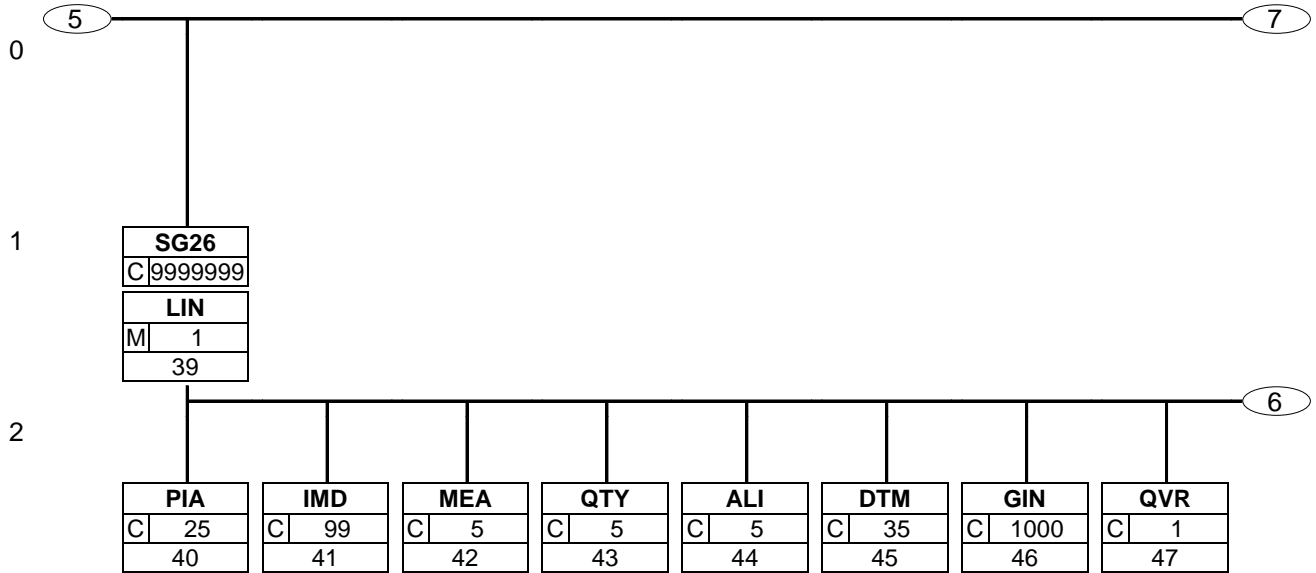 5 7
0
1 SG26
C 9999999
LIN
M 1
39
6
2
PIA IMD MEA QTY ALI DTM GIN QVR
C 25 C 99 C 5 C 5 C 5 C 35 C 1000 C 1
40 41 42 43 44 45 46 47